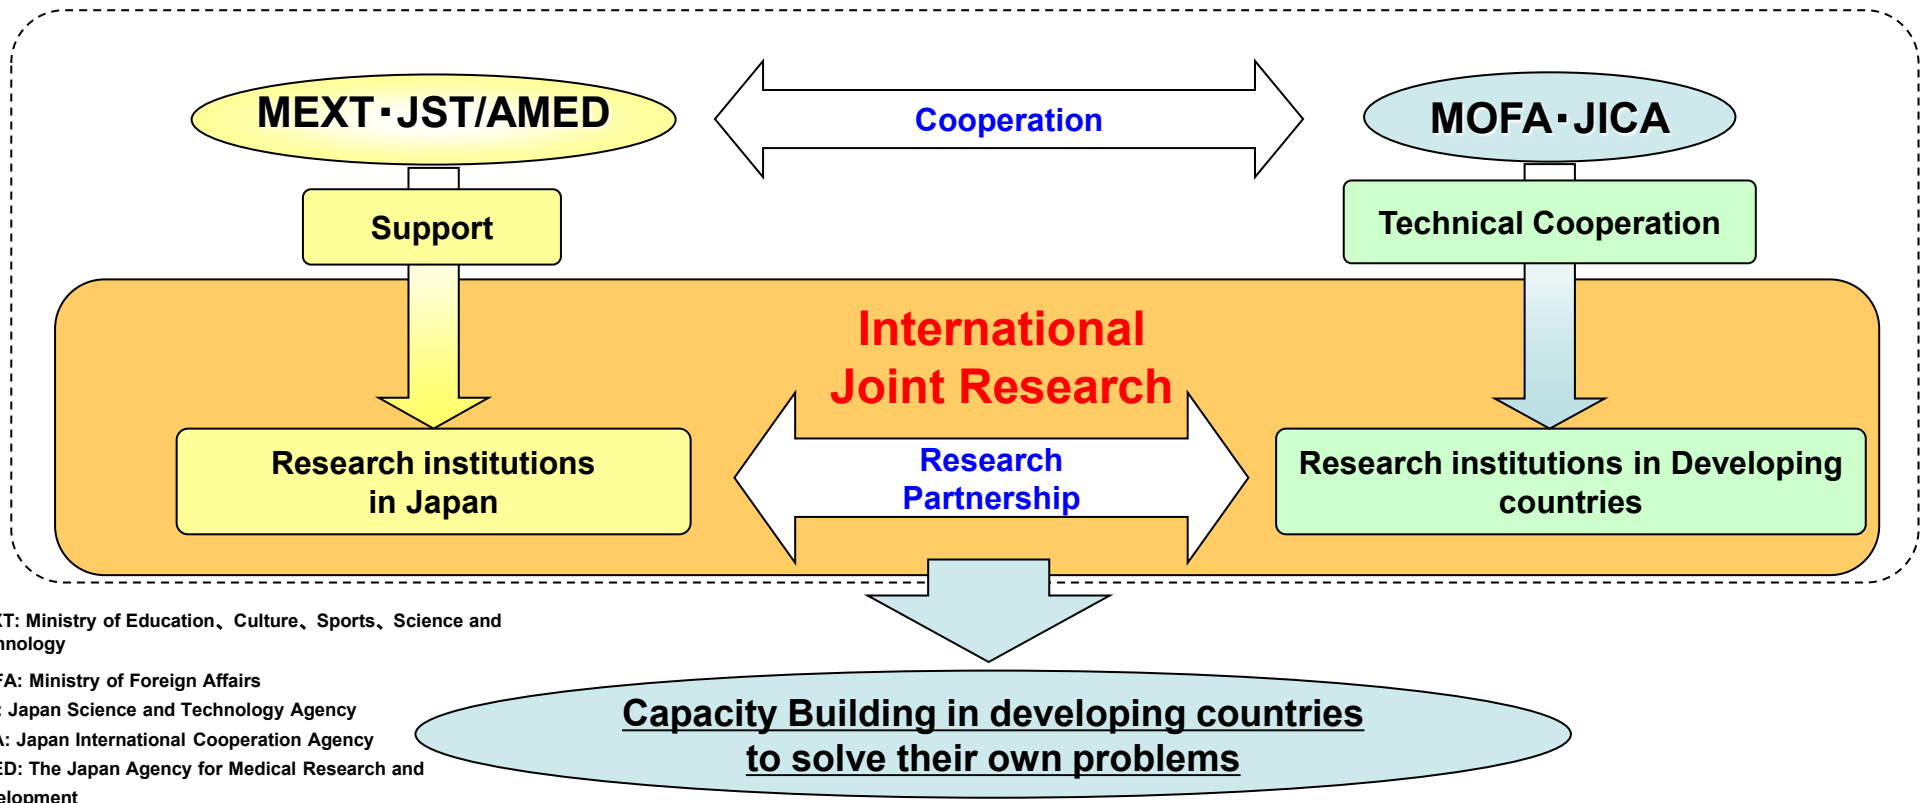 MEXT・JST/AMED
Cooperation
MOFA・JICA
Support
Technical Cooperation
International
Joint Research
Research institutions
in Japan
Research
Partnership
Research institutions in Developing
countries
XT: Ministry of Education、Culture、Sports、Science and
hnology
FA: Ministry of Foreign Affairs
: Japan Science and Technology Agency
A: Japan International Cooperation Agency
ED: The Japan Agency for Medical Research and
elopment
Capacity Building in developing countries
to solve their own problems